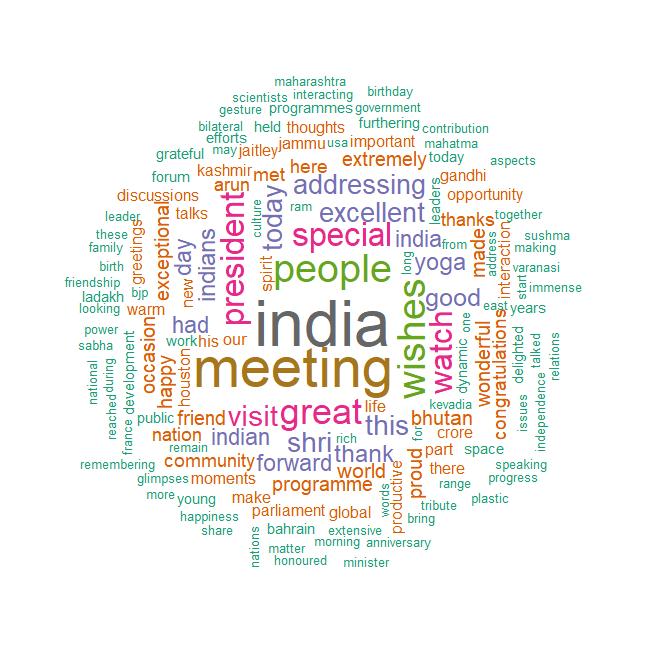 maharashtra
scientists interacting birthday
gesture programmes government
bilateral held thoughts furthering contribution
efforts jammu usa important mahatma
grateful may jaitley extremely today aspects
forum kashmir met here gandhi
arun addressing leaders opportunity
discussions president today ram excellent
leader exceptional talks culture special thanks together
these greetings day indians india from made interaction sushma
family address making
birth new spirit people long yoga varanasi
friendship start immense
ladakh bjp warm wishes good east years
looking had india watch dynamic one wonderful congratulations
power occasion work his our delighted talked relations
sabha happy houston meeting
national during development
reached france public friend visit great life kevadia issues independence
nation indian shri this for bhutan
remain rich crore
remembering community forward thank proud part space
glimpses moments world there speaking
more young make programme productive range progress
happiness parliament global words tribute plastic
share bahrain extensive bring
nations matter morning anniversary
honoured minister